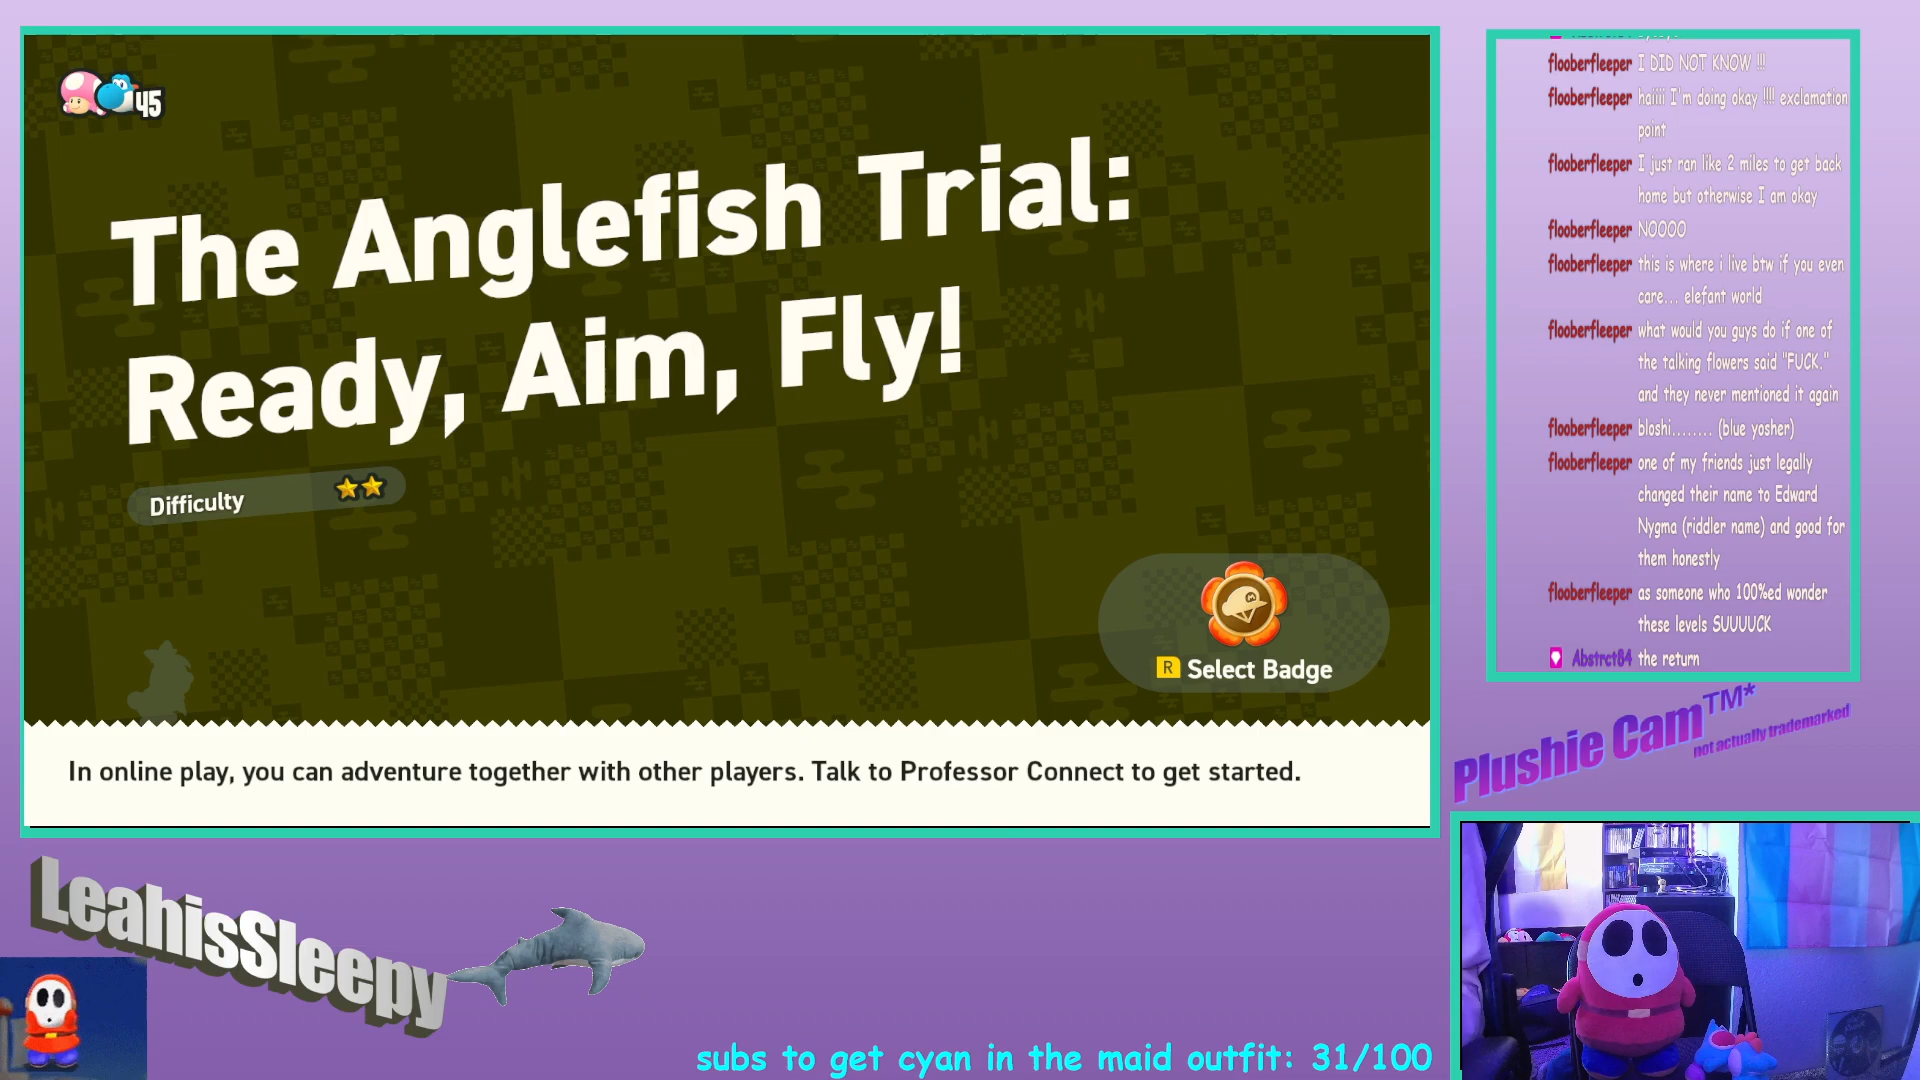 45
The Anglefish Trial:
Ready, Aim, Fly!
Difficulty
R Select Badge
In online play, you can adventure together with other players. Talk to Professor Connect to get started.
flooberfleeper I DID NOT KNOW !!!
flooberfleeper haiiii I'm doing okay !!!! exclamation
point
flooberfleeper I just ran like 2 miles to get back
home but otherwise I am okay
flooberfleeper NOOOO
flooberfleeper this is where i live btw if you even
care... elefant world
flooberfleeper what would you guys do if one of
the talking flowers said "FUCK."
and they never mentioned it again
flooberfleeper bloshi........ (blue yosher)
flooberfleeper one of my friends just legally
changed their name to Edward
Nygma (riddler name) and good for
them honestly
flooberfleeper as someone who 100%ed wonder
these levels SUUUUCK
Abstrct84 the return
Plushie Cam™*
not actually trademarked
LeahisSleepy
subs to get cyan in the maid outfit: 31/100